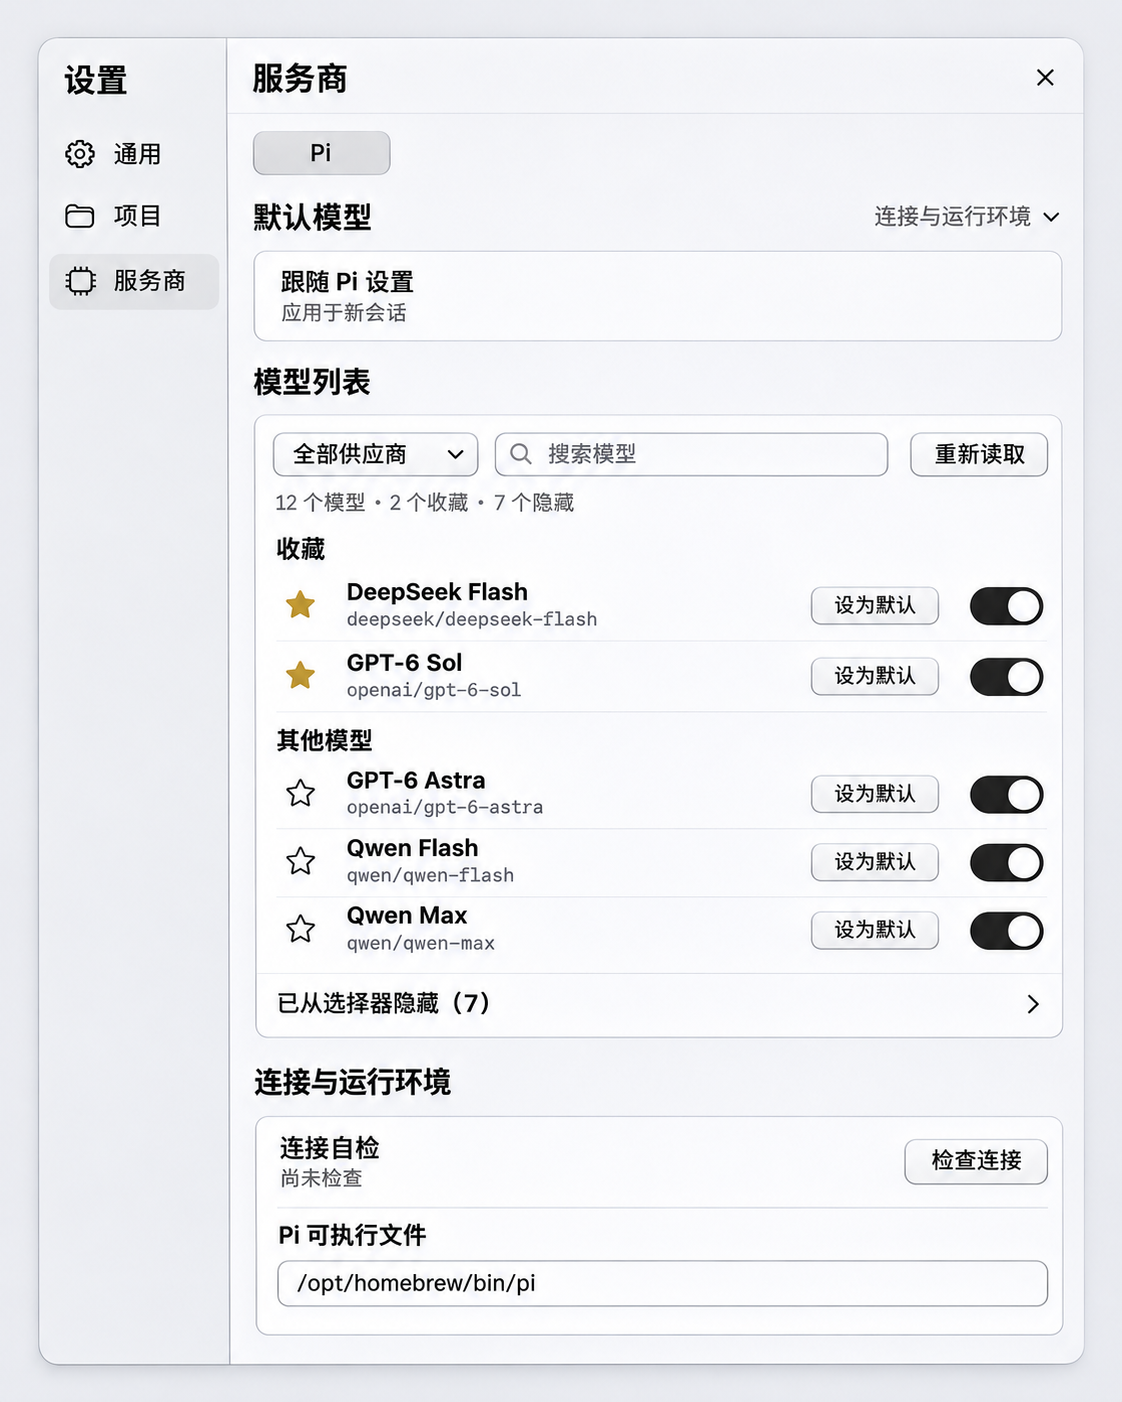 设置
通用
项目
服务商
服务商
Pi
默认模型
连接与运行环境
跟随 Pi 设置
应用于新会话
模型列表
全部供应商
搜索模型
重新读取
12 个模型 • 2 个收藏 • 7 个隐藏
收藏
DeepSeek Flash
deepseek/deepseek-flash
设为默认
GPT-6 Sol
openai/gpt-6-sol
设为默认
其他模型
GPT-6 Astra
openai/gpt-6-astra
设为默认
Qwen Flash
qwen/qwen-flash
设为默认
Qwen Max
qwen/qwen-max
设为默认
已从选择器隐藏（7）
连接与运行环境
连接自检
尚未检查
检查连接
Pi 可执行文件
/opt/homebrew/bin/pi